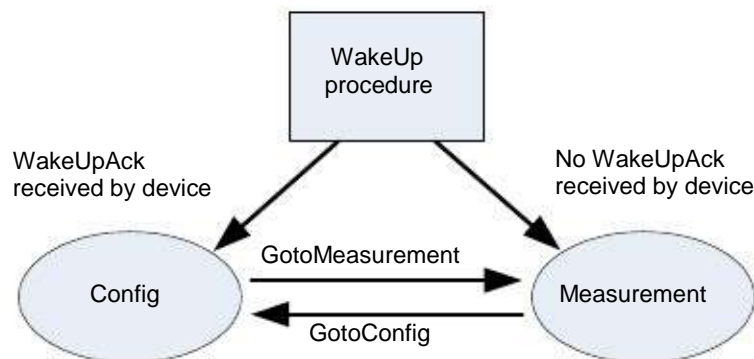 WakeUp
procedure
WakeUpAck
received by device
No WakeUpAck
received by device
GotoMeasurement
Config
Measurement
GotoConfig